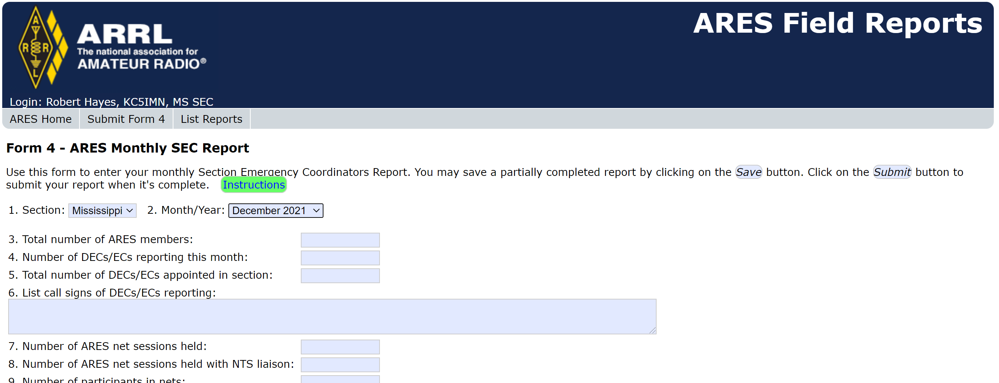 A
R R
L
ARRL
The national association for
AMATEUR RADIO®
ARES Field Reports
Login: Robert Hayes, KC5IMN, MS SEC
ARES Home Submit Form 4 List Reports
Form 4 - ARES Monthly SEC Report
Use this form to enter your monthly Section Emergency Coordinators Report. You may save a partially completed report by clicking on the Save button. Click on the Submit button to
submit your report when it's complete. Instructions
1. Section: Mississippi 2. Month/Year: December 2021
3. Total number of ARES members:
4. Number of DECs/ECs reporting this month:
5. Total number of DECs/ECs appointed in section:
6. List call signs of DECs/ECs reporting:
7. Number of ARES net sessions held:
8. Number of ARES net sessions held with NTS liaison:
9. Number of participants in nets: